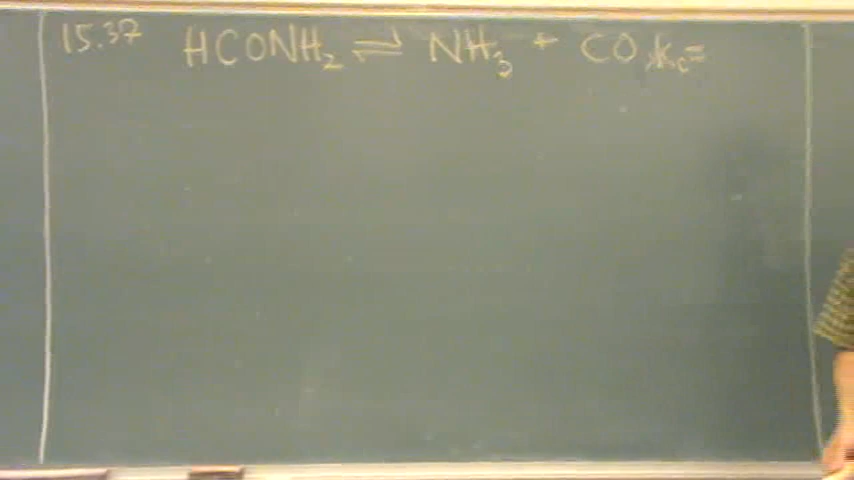 15.37 HCONH₂ ⇌ NH₃ + CO Kc=